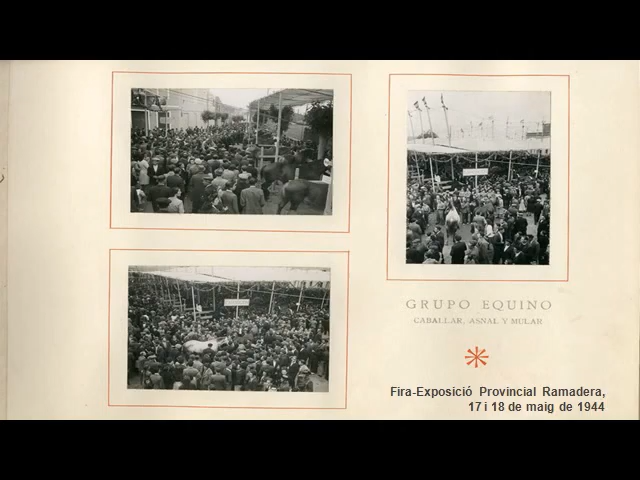 GRUPO EQUINO
CABALLAR, ASNAL Y MULAR
Fira-Exposició Provincial Ramadera,
17 i 18 de maig de 1944